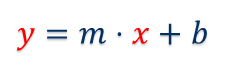 y = m · x + b